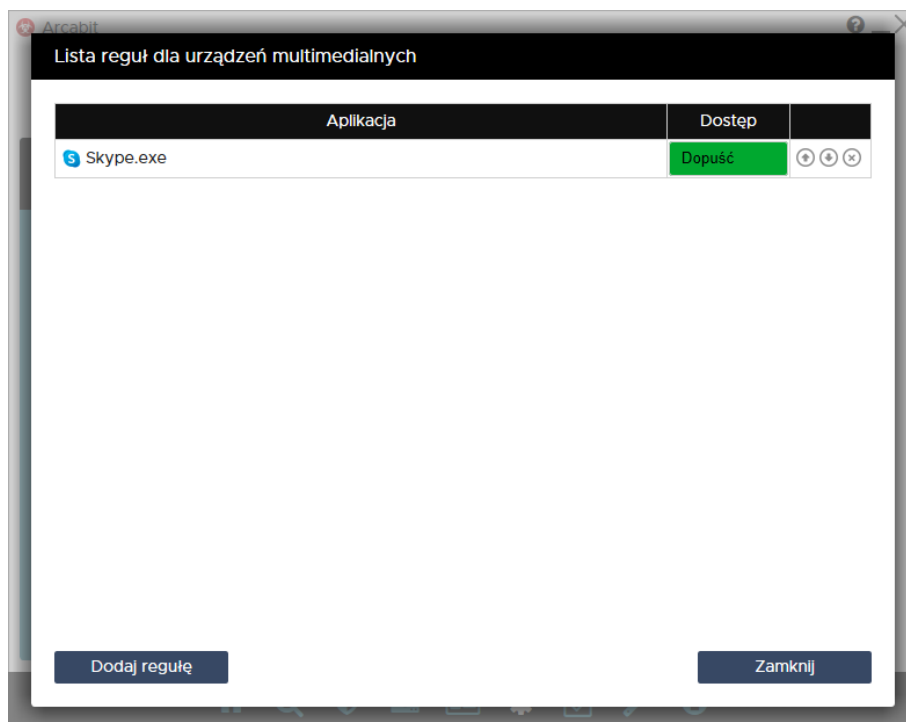 Arcabit
Lista reguł dla urządzeń multimedialnych
Aplikacja Dostęp
Skype.exe Dopuść
Dodaj regułę Zamknij